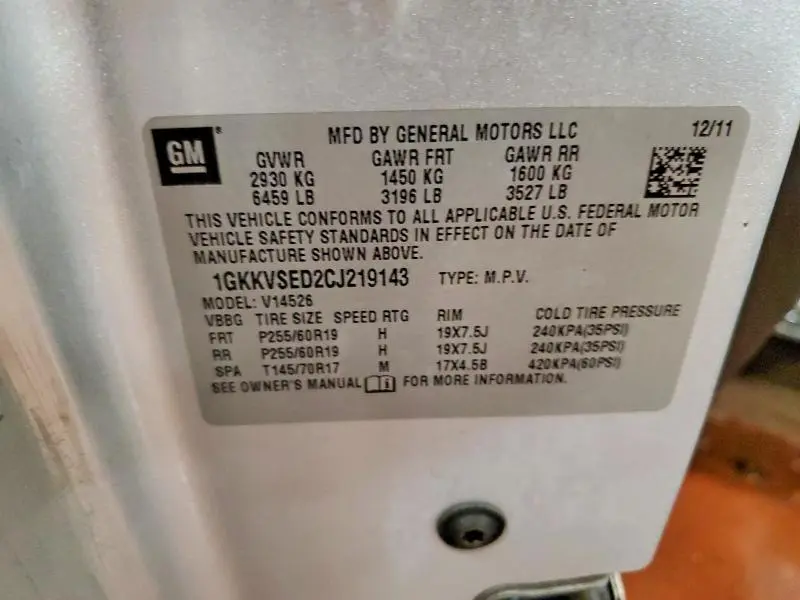 GM ® MFD BY GENERAL MOTORS LLC 12/11
GVWR GAWR FRT GAWR RR
2930 KG 1450 KG 1600 KG
6459 LB 3196 LB 3527 LB
THIS VEHICLE CONFORMS TO ALL APPLICABLE U.S. FEDERAL MOTOR
VEHICLE SAFETY STANDARDS IN EFFECT ON THE DATE OF
MANUFACTURE SHOWN ABOVE.
1GKKVSED2CJ219143 TYPE: M.P.V.
MODEL: V14526
VBBG TIRE SIZE SPEED RTG RIM COLD TIRE PRESSURE
FRT P255/60R19 H 19X7.5J 240KPA(35PSI)
RR P255/60R19 H 19X7.5J 240KPA(35PSI)
SPA T145/70R17 M 17X4.5B 420KPA(60PSI)
SEE OWNER'S MANUAL i FOR MORE INFORMATION.